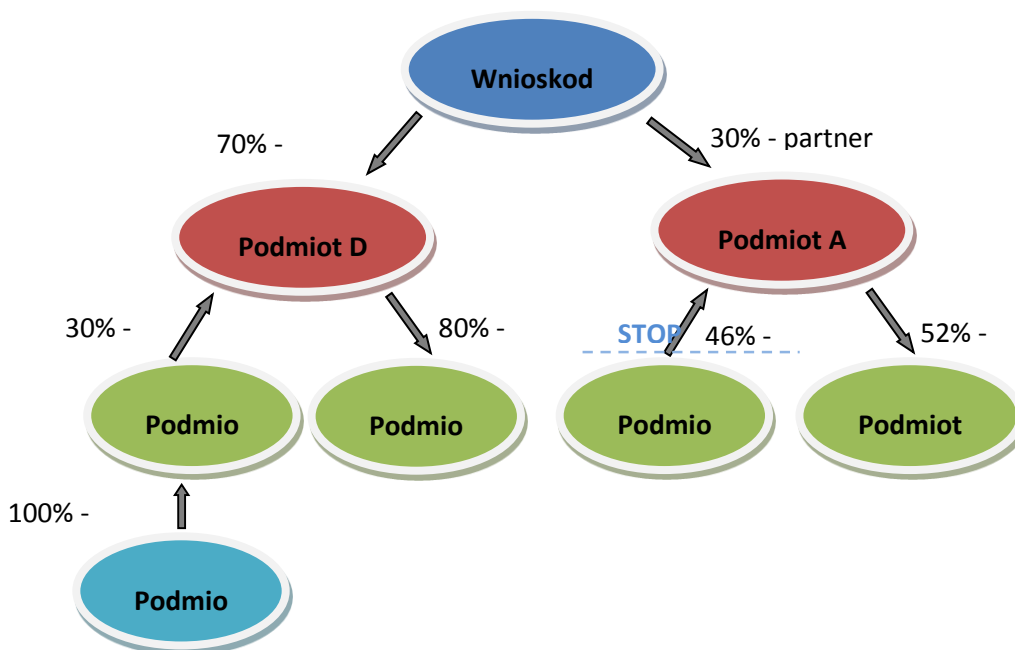 Wnioskod
70% -
30% - partner
Podmiot D
Podmiot A
30% -
80% -
STOP
46% -
52% -
Podmio
Podmio
Podmio
Podmiot
100% -
Podmio